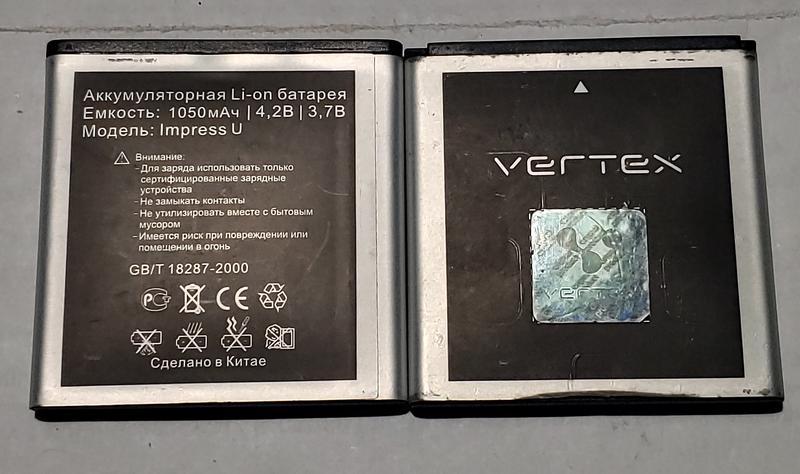 Аккумуляторная Li-on батарея
Емкость: 1050мАч | 4,2В | 3,7В
Модель: Impress U
Внимание:
-Для заряда использовать только
сертифицированные зарядные
устройства
-Не замыкать контакты
-Не утилизировать вместе с бытовым
мусором
-Имеется риск при повреждении или
помещении в огонь
GB/T 18287-2000
РСТ CE
Сделано в Китае
VERTEX
VERTEX